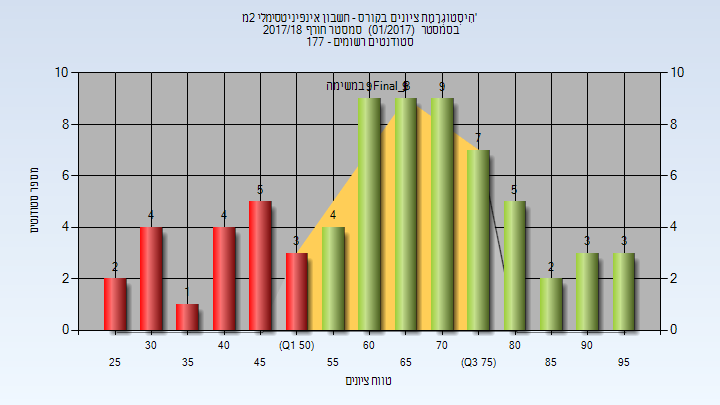 היסטוגרמת ציונים בקורס - חשבון אינפיניטסימלי 2מ'
בסמסטר (01/2017) סמסטר חורף 2017/18
סטודנטים רשומים - 177
במשימה Final_B
10 10
8 8
6 6
4 4
2 2
0 0
2 4 1 4 5 3 4 9 9 9 7 5 2 3 3
מספר סטודנטים
30 40 (Q1 50) 60 70 80 90
25 35 45 55 65 (Q3 75) 85 95
טווח ציונים